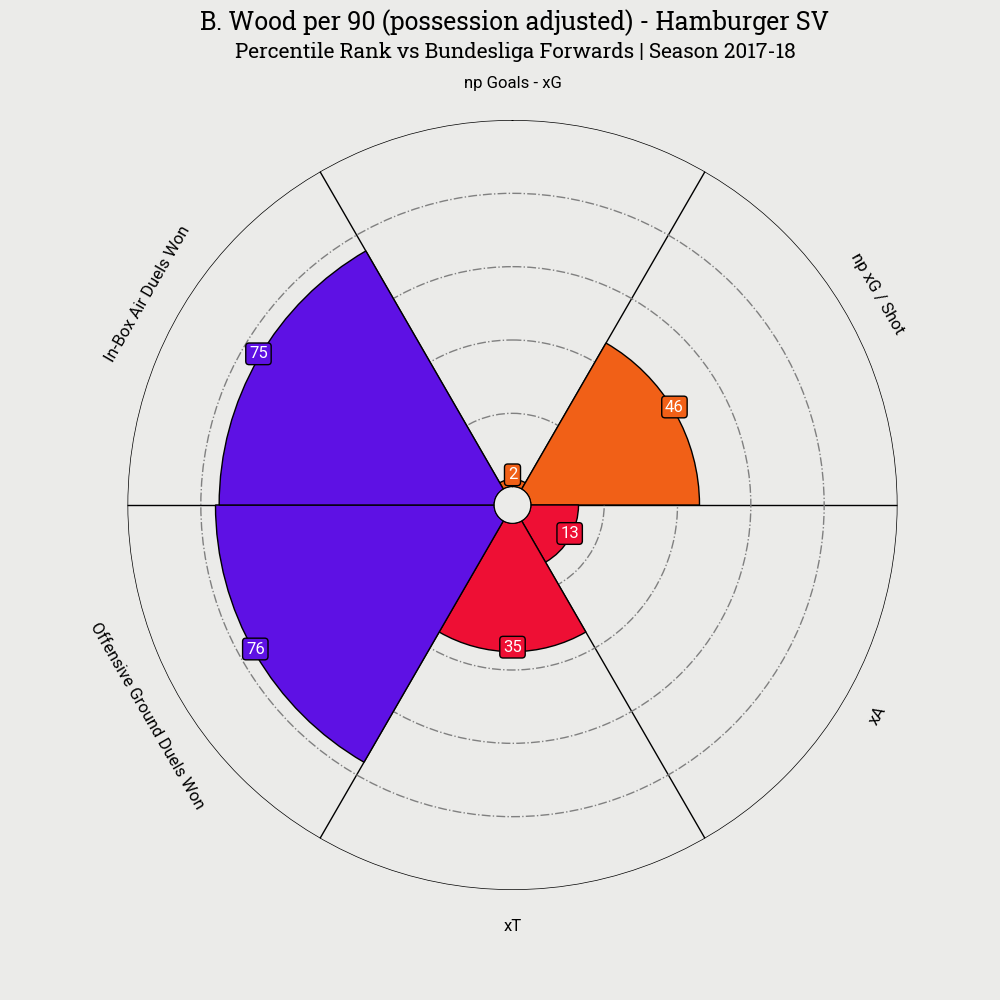 B. Wood per 90 (possession adjusted) - Hamburger SV
Percentile Rank vs Bundesliga Forwards | Season 2017-18
np Goals - xG
In-Box Air Duels Won
np xG / Shot
75
46
2
13
35
76
Offensive Ground Duels Won
xA
xT